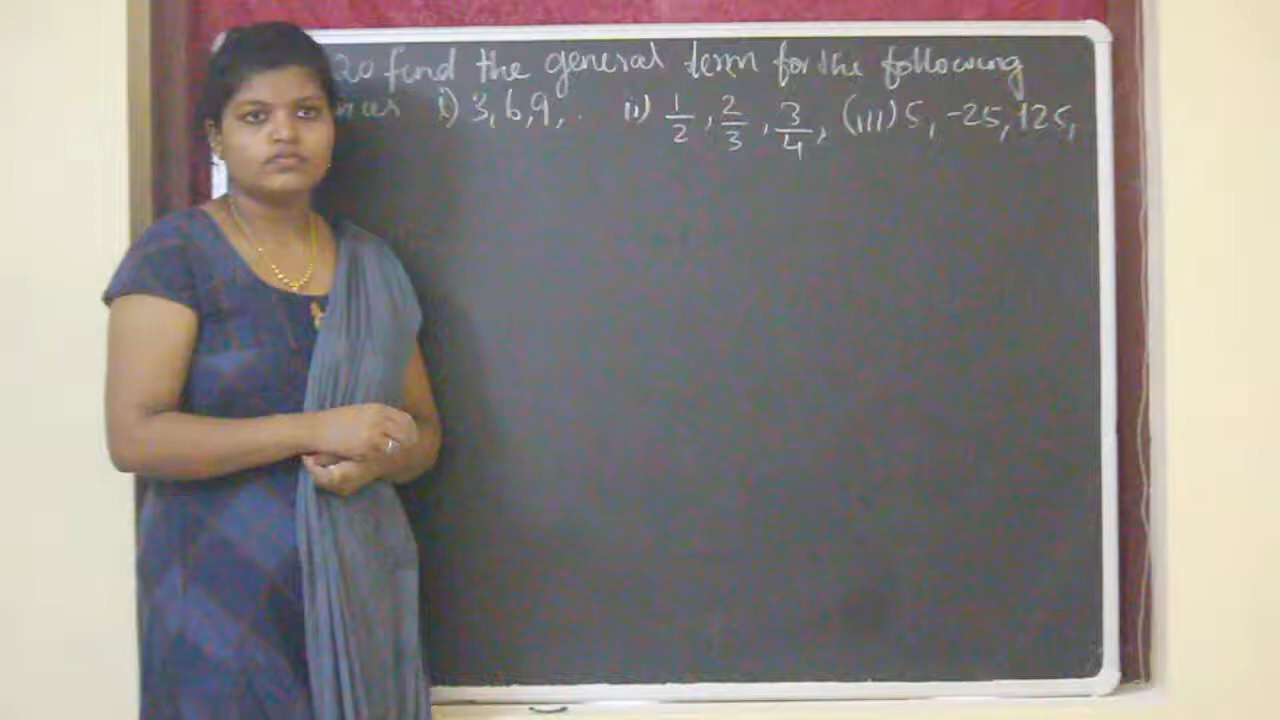 20 find the general term for the following
i) 3, 6, 9, .. ii) 1/2, 2/3, 3/4, (iii) 5, -25, 125,